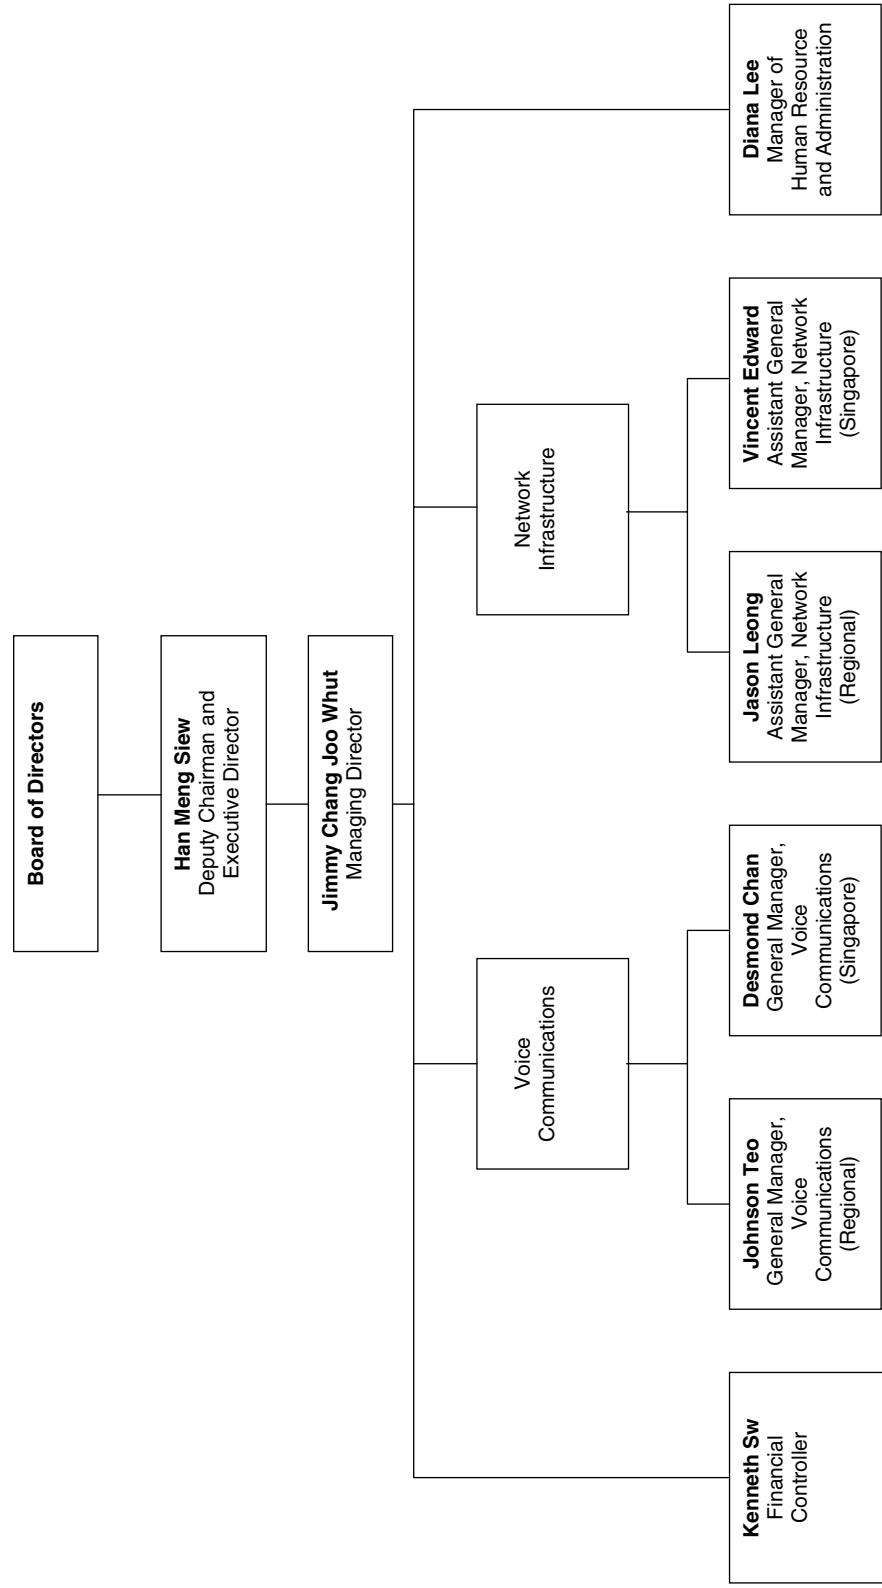 Board of Directors
Han Meng Siew
Deputy Chairman and
Executive Director
Jimmy Chang Joo Whut
Managing Director
Voice
Communications
Network
Infrastructure
Kenneth Sw
Financial
Controller
Johnson Teo
General Manager,
Voice
Communications
(Regional)
Desmond Chan
General Manager,
Voice
Communications
(Singapore)
Jason Leong
Assistant General
Manager, Network
Infrastructure
(Regional)
Vincent Edward
Assistant General
Manager, Network
Infrastructure
(Singapore)
Diana Lee
Manager of
Human Resource
and Administration